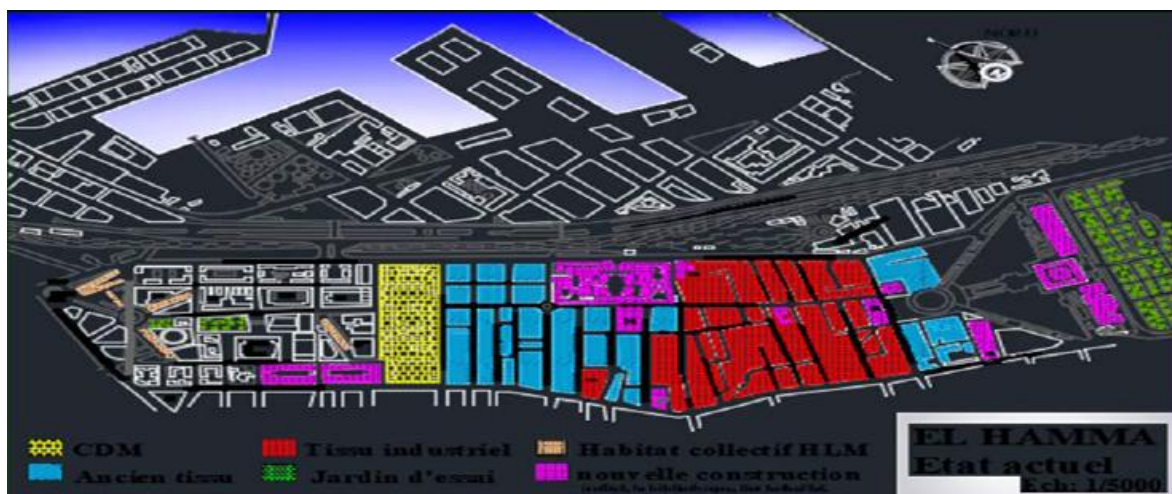 NORD
CDM
Tissu industriel
Habitat collectif HLM
Ancien tissu
Jardin d'essai
nouvelle construction
EL HAMMA
Etat actuel
Ech: 1/5000